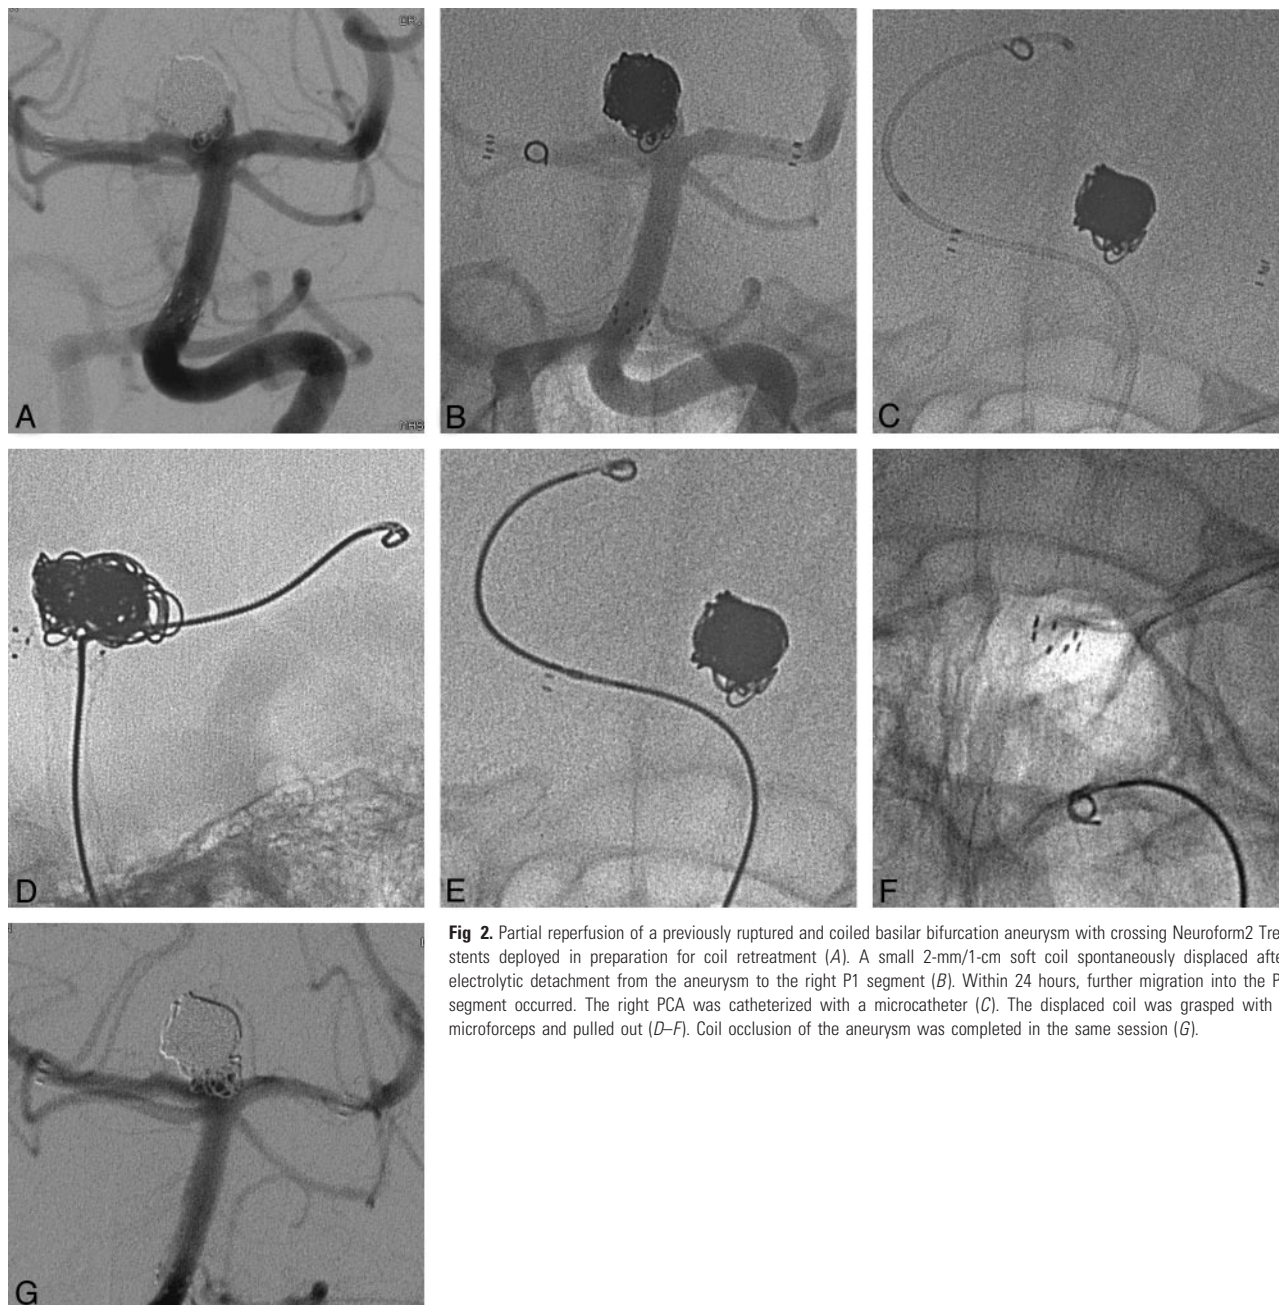 A
B
C
D
E
F
Fig 2. Partial reperfusion of a previously ruptured and coiled basilar bifurcation aneurysm with crossing Neuroform2 Tre
stents deployed in preparation for coil retreatment (A). A small 2-mm/1-cm soft coil spontaneously displaced afte
electrolytic detachment from the aneurysm to the right P1 segment (B). Within 24 hours, further migration into the P
segment occurred. The right PCA was catheterized with a microcatheter (C). The displaced coil was grasped with
microforceps and pulled out (D–F). Coil occlusion of the aneurysm was completed in the same session (G).
G